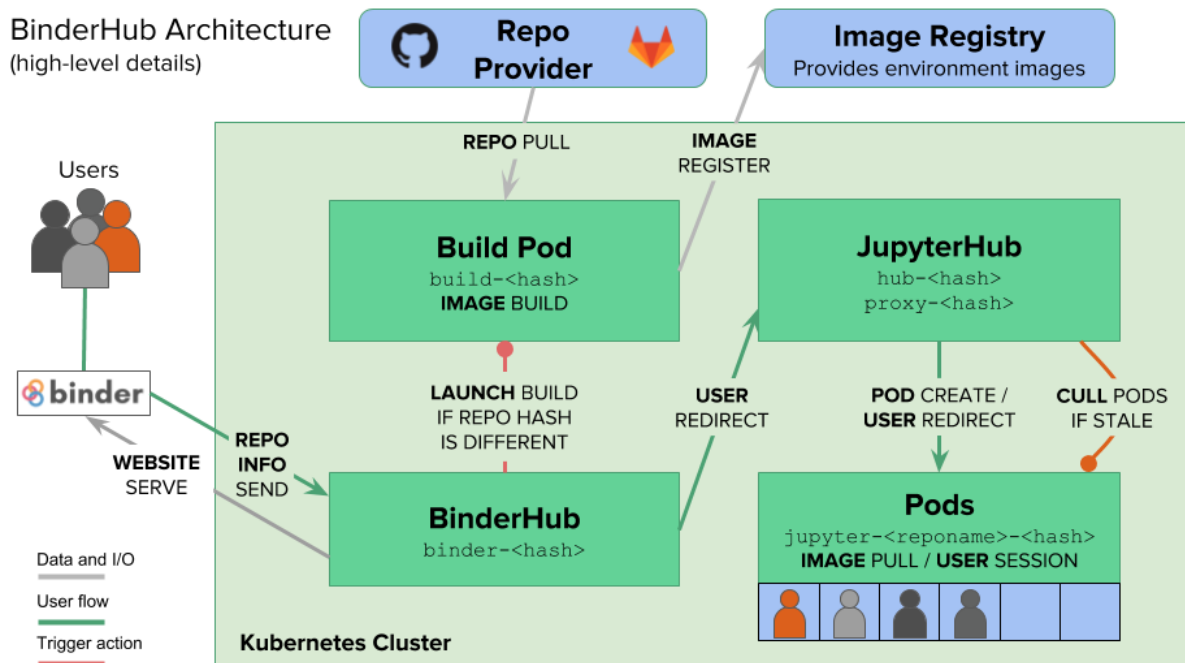 BinderHub Architecture
(high-level details)
Repo
Provider
Image Registry
Provides environment images
REPO PULL
IMAGE
REGISTER
Users
Build Pod
build-<hash>
IMAGE BUILD
JupyterHub
hub-<hash>
proxy-<hash>
binder
LAUNCH BUILD
IF REPO HASH
IS DIFFERENT
USER
REDIRECT
POD CREATE /
USER REDIRECT
CULL PODS
IF STALE
REPO
INFO
SEND
WEBSITE
SERVE
BinderHub
binder-<hash>
Pods
jupyter-<reponame>-<hash>
IMAGE PULL / USER SESSION
Data and I/O
User flow
Trigger action
Kubernetes Cluster